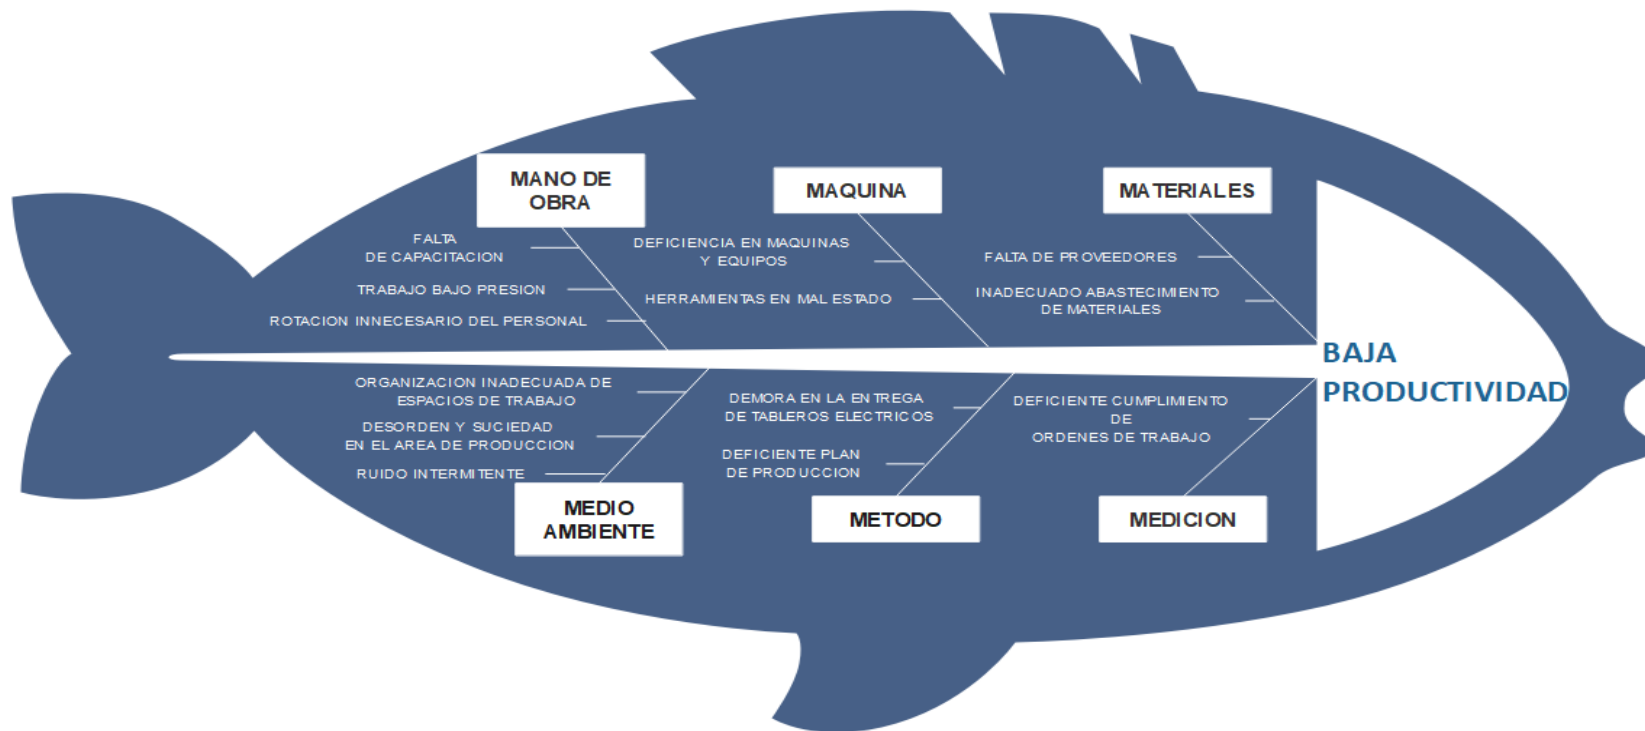 MANO DE
OBRA
FALTA
DE CAPACITACION
TRABAJO BAJO PRESION
ROTACION INNECESARIO DEL PERSONAL
MAQUINA
DEFICIENCIA EN MAQUINAS
Y EQUIPOS
HERRAMIENTAS EN MAL ESTADO
MATERIALES
FALTA DE PROVEEDORES
INADECUADO ABASTECIMIENTO
DE MATERIALES
BAJA
PRODUCTIVIDAD
ORGANIZACION INADECUADA DE
ESPACIOS DE TRABAJO
DESORDEN Y SUCIEDAD
EN EL AREA DE PRODUCCION
RUIDO INTERMITENTE
MEDIO
AMBIENTE
DEMORA EN LA ENTREGA
DE TABLEROS ELECTRICOS
DEFICIENTE PLAN
DE PRODUCCION
METODO
DEFICIENTE CUMPLIMIENTO
DE
ORDENES DE TRABAJO
MEDICION